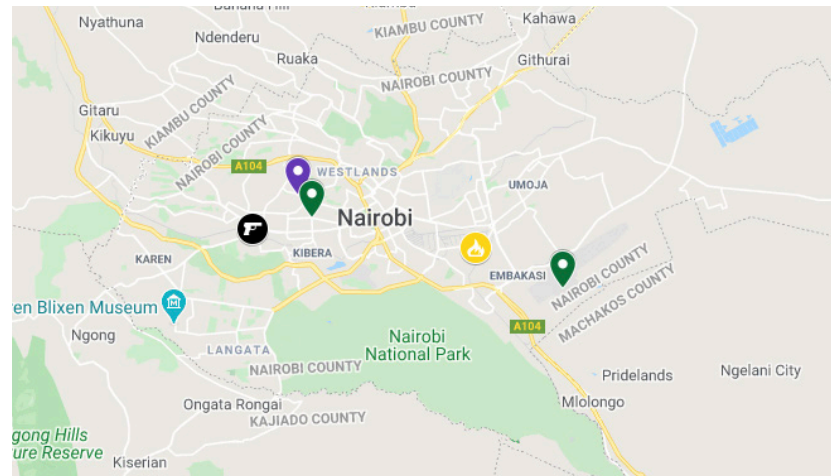 Nyathuna
Ndenderu
Ruaka
KIAMBU COUNTY
Kahawa
Githurai
NAIROBI COUNTY
Gitaru
Kikuyu
KIAMBU COUNTY
NAIROBI COUNTY
A104
WESTLANDS
UMOJA
Nairobi
KIBERA
KAREN
EMBAKASI
NAIROBI COUNTY
MACHAKOS COUNTY
en Blixen Museum
Ngong
LANGATA
NAIROBI COUNTY
Nairobi
National Park
A104
Pridelands
Ngelani City
Mlolongo
Ongata Rongai
KAJIADO COUNTY
gong Hills
ure Reserve
Kiserian